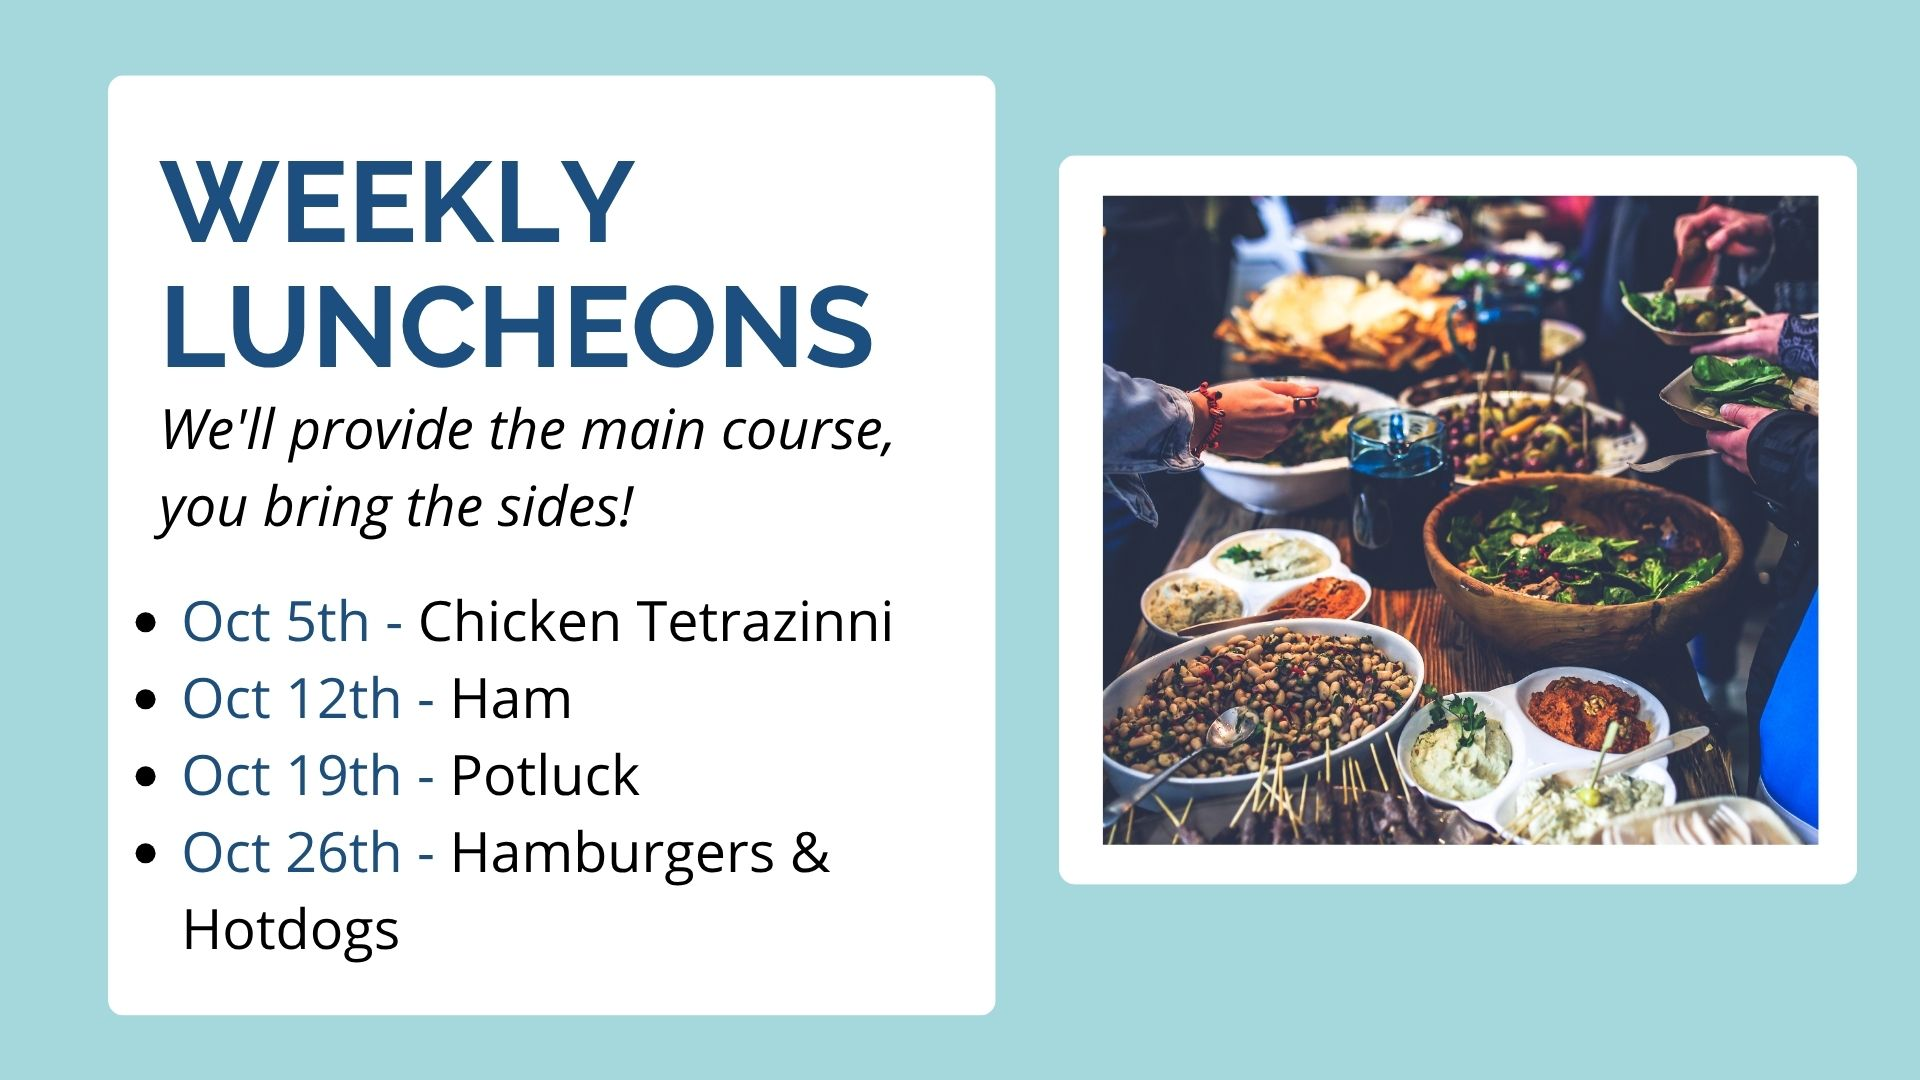 WEEKLY
LUNCHEONS
We'll provide the main course,
you bring the sides!
• Oct 5th - Chicken Tetrazinni
• Oct 12th - Ham
• Oct 19th - Potluck
• Oct 26th - Hamburgers &
Hotdogs